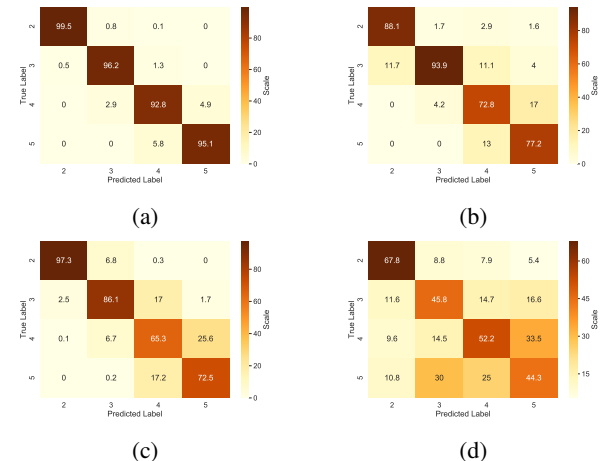 2 99.5 0.8 0.1 0
3 0.5 96.2 1.3 0
4 0 2.9 92.8 4.9
5 0 0 5.8 95.1
2 3 4 5
Predicted Label
True Label
80
60
40
20
0
Scale
(a)
2 88.1 1.7 2.9 1.6
3 11.7 93.9 11.1 4
4 0 4.2 72.8 17
5 0 0 13 77.2
2 3 4 5
Predicted Label
True Label
80
60
40
20
0
Scale
(b)
2 97.3 6.8 0.3 0
3 2.5 86.1 17 1.7
4 0.1 6.7 65.3 25.6
5 0 0.2 17.2 72.5
2 3 4 5
Predicted Label
True Label
80
60
40
20
0
Scale
(c)
2 67.8 8.8 7.9 5.4
3 11.6 45.8 14.7 16.6
4 9.6 14.5 52.2 33.5
5 10.8 30 25 44.3
2 3 4 5
Predicted Label
True Label
60
45
30
15
Scale
(d)